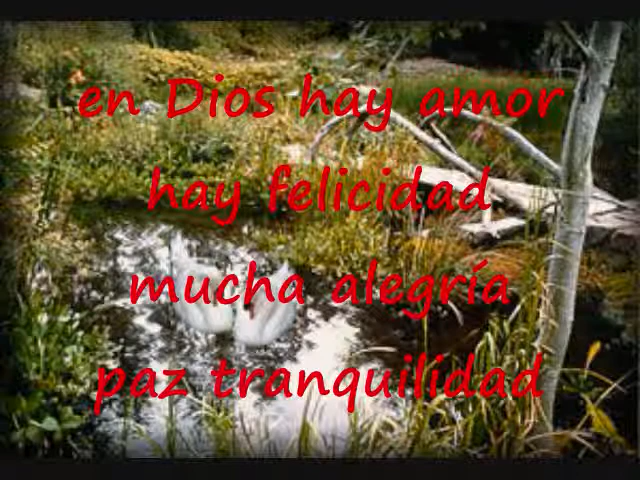 en Dios hay amor
hay felicidad
mucha alegría
paz tranquilidad